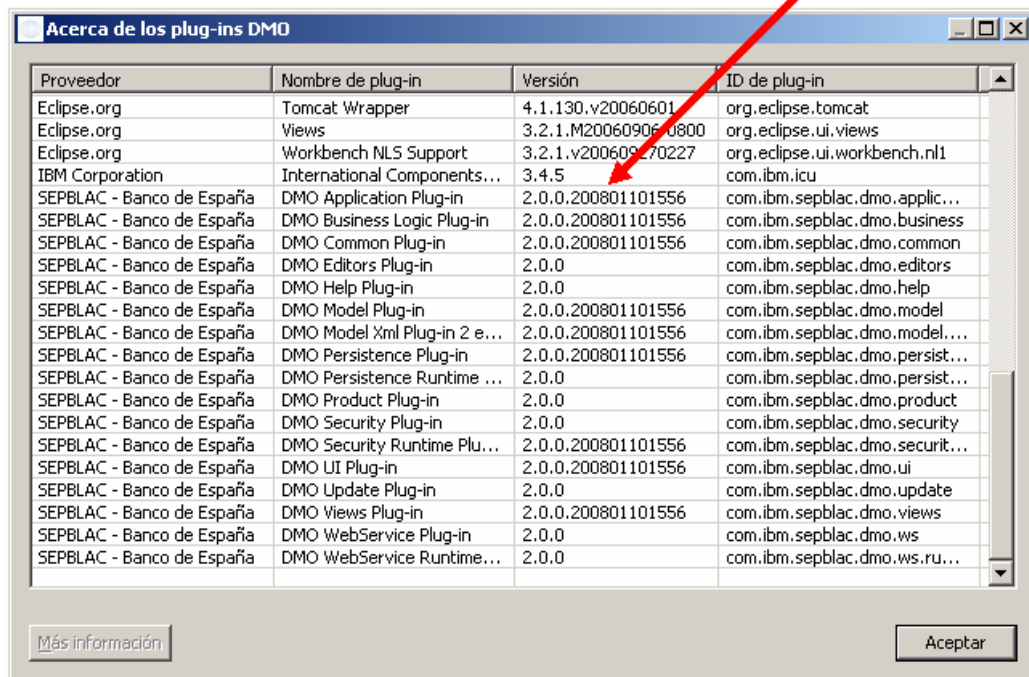 Acerca de los plug-ins DMO
Proveedor Nombre de plug-in Versión ID de plug-in
Eclipse.org Tomcat Wrapper 4.1.130.v20060601 org.eclipse.tomcat
Eclipse.org Views org.eclipse.ui.views
Eclipse.org Workbench NLS Support org.eclipse.ui.workbench.nl1
IBM Corporation International Components... 3.4.5 com.ibm.icu
SEPBLAC - Banco de España DMO Application Plug-in 2.0.0.200801101556 com.ibm.sepblac.dmo.applic...
SEPBLAC - Banco de España DMO Business Logic Plug-in 2.0.0.200801101556 com.ibm.sepblac.dmo.business
SEPBLAC - Banco de España DMO Common Plug-in 2.0.0.200801101556 com.ibm.sepblac.dmo.common
SEPBLAC - Banco de España DMO Editors Plug-in 2.0.0 com.ibm.sepblac.dmo.editors
SEPBLAC - Banco de España DMO Help Plug-in 2.0.0 com.ibm.sepblac.dmo.help
SEPBLAC - Banco de España DMO Model Plug-in 2.0.0.200801101556 com.ibm.sepblac.dmo.model
SEPBLAC - Banco de España DMO Model Xml Plug-in 2 e... 2.0.0.200801101556 com.ibm.sepblac.dmo.model....
SEPBLAC - Banco de España DMO Persistence Plug-in 2.0.0.200801101556 com.ibm.sepblac.dmo.persist...
SEPBLAC - Banco de España DMO Persistence Runtime ... 2.0.0 com.ibm.sepblac.dmo.persist...
SEPBLAC - Banco de España DMO Product Plug-in 2.0.0 com.ibm.sepblac.dmo.product
SEPBLAC - Banco de España DMO Security Plug-in 2.0.0 com.ibm.sepblac.dmo.security
SEPBLAC - Banco de España DMO Security Runtime Plu... 2.0.0.200801101556 com.ibm.sepblac.dmo.securit...
SEPBLAC - Banco de España DMO UI Plug-in 2.0.0.200801101556 com.ibm.sepblac.dmo.ui
SEPBLAC - Banco de España DMO Update Plug-in 2.0.0 com.ibm.sepblac.dmo.update
SEPBLAC - Banco de España DMO Views Plug-in 2.0.0.200801101556 com.ibm.sepblac.dmo.views
SEPBLAC - Banco de España DMO WebService Plug-in 2.0.0 com.ibm.sepblac.dmo.ws
SEPBLAC - Banco de España DMO WebService Runtime... 2.0.0 com.ibm.sepblac.dmo.ws.ru...
Más información Aceptar